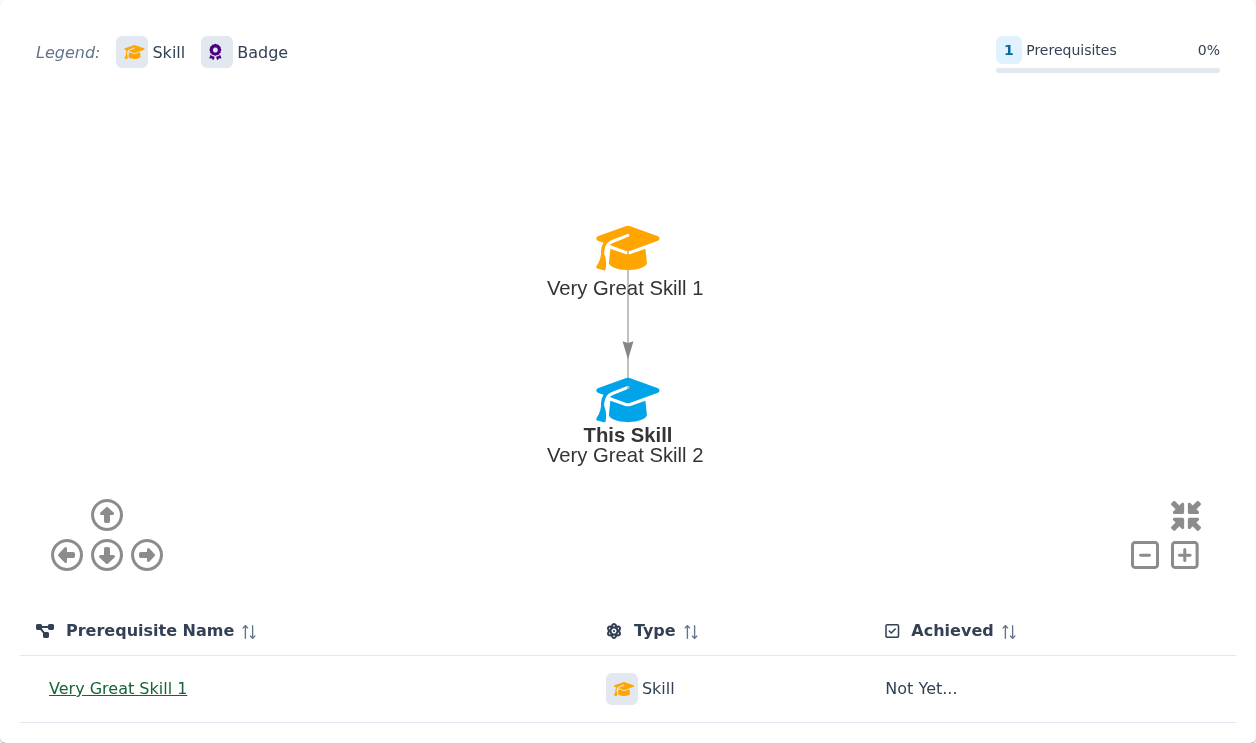 Legend: Skill Badge
1 Prerequisites 0%
Very Great Skill 1
This Skill
Very Great Skill 2
Prerequisite Name Type Achieved
Very Great Skill 1 Skill Not Yet...